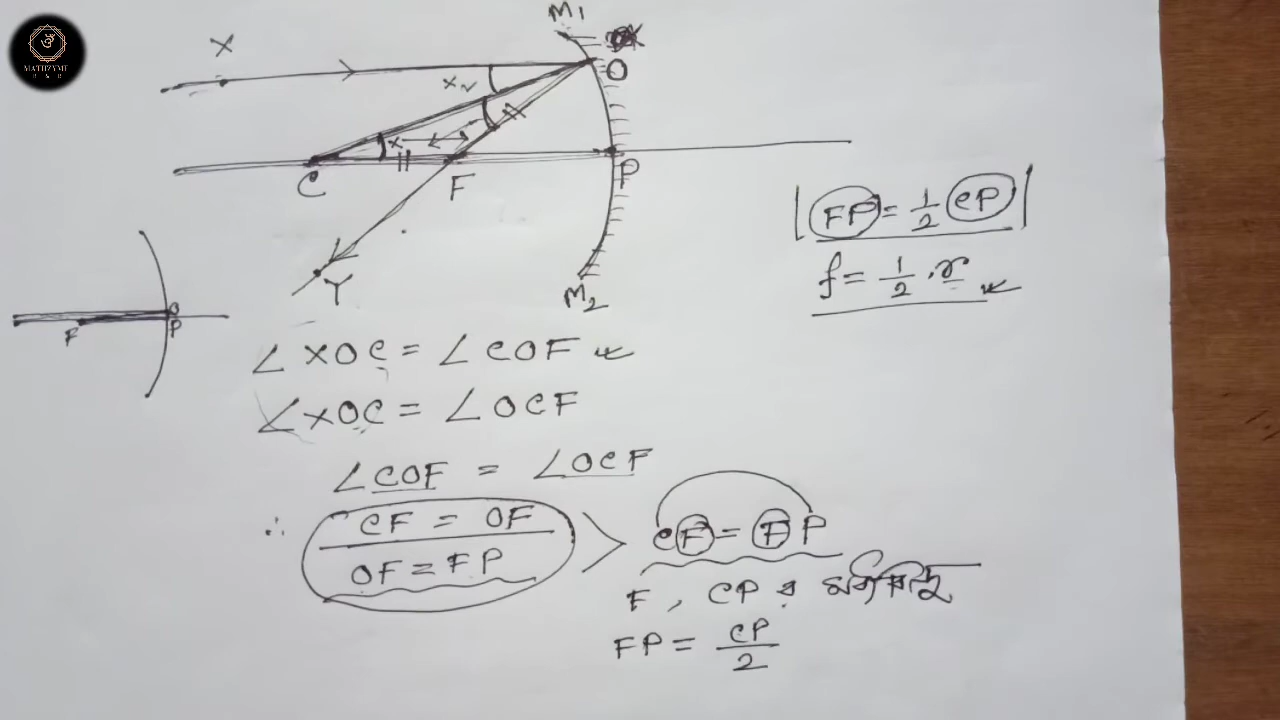 ॐ
MATHZYME
M₁
X
O
C
F
P
Y
M₂
F
O
P
|FP = 1/2 CP|
f = 1/2 . r
∠XOC = ∠COF
∠XOC = ∠OCF
∠COF = ∠OCF
∴ CF = OF
OF = FP
CF = FP
F, CP র মধ্যবিন্দু
FP = CP/2